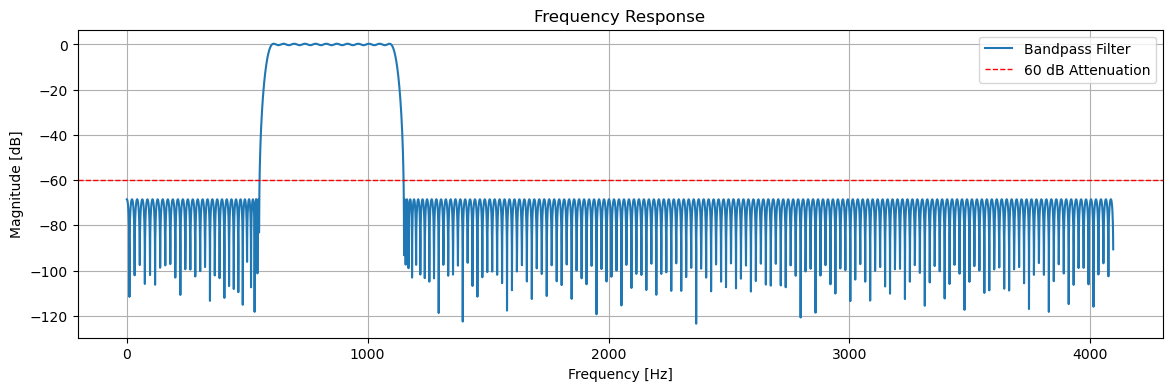 Frequency Response
Magnitude [dB]
0
−20
−40
−60
−80
−100
−120
Bandpass Filter
60 dB Attenuation
0 1000 2000 3000 4000
Frequency [Hz]